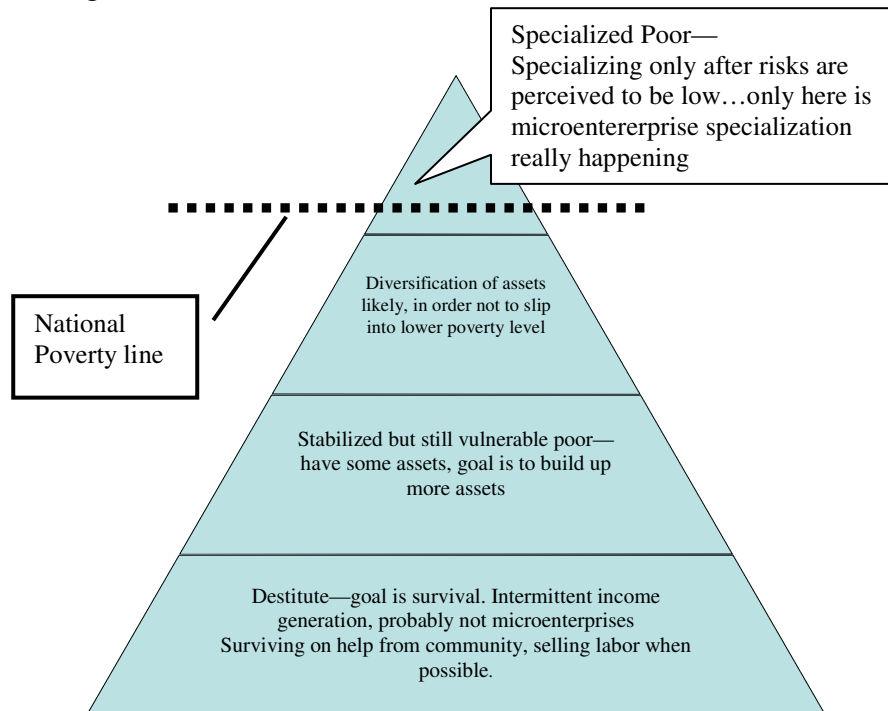 Specialized Poor—
Specializing only after risks are
perceived to be low…only here is
microentererprise specialization
really happening
National
Poverty line
Diversification of assets
likely, in order not to slip
into lower poverty level
Stabilized but still vulnerable poor—
have some assets, goal is to build up
more assets
Destitute—goal is survival. Intermittent income
generation, probably not microenterprises
Surviving on help from community, selling labor when
possible.